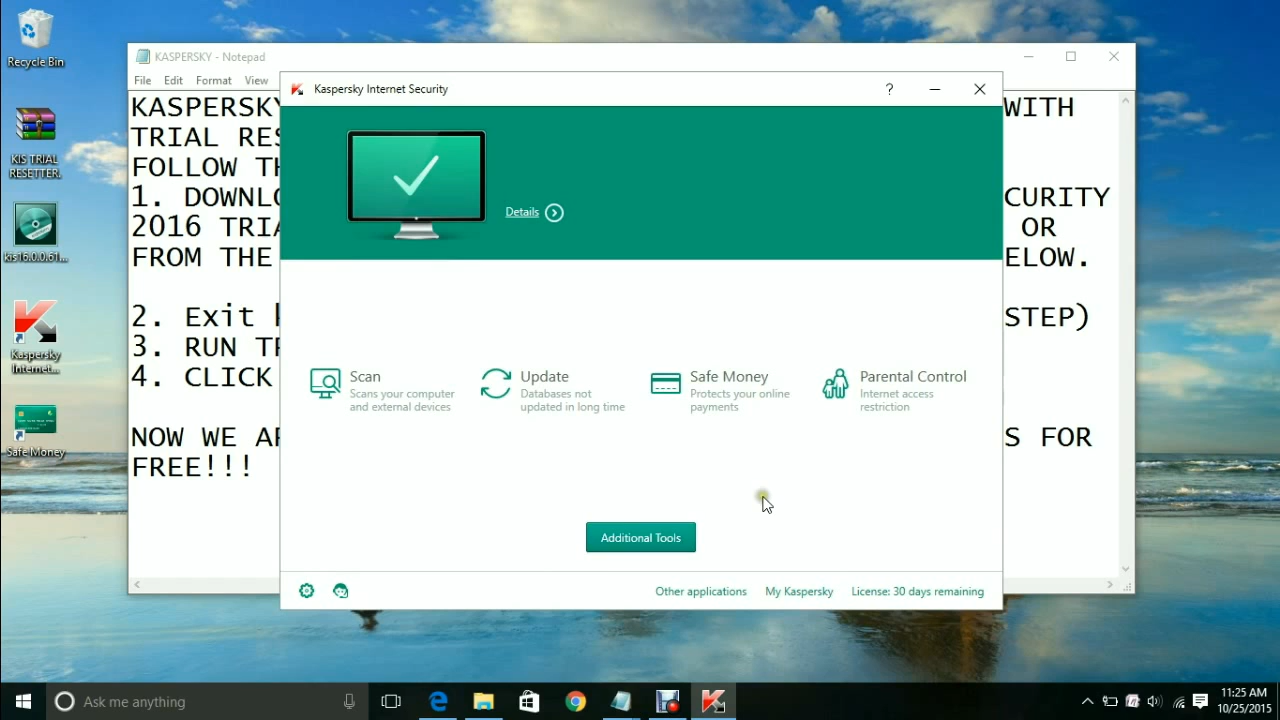 Recycle Bin
KIS TRIAL
RESETTER.
kis16.0.0.61...
Kaspersky
Internet...
Safe Money
KASPERSKY - Notepad
File Edit Format View
KASPERSKY WITH
TRIAL RES
FOLLOW TH
1. DOWNLO CURITY
2016 TRIA OR
FROM THE ELOW.
2. Exit k STEP)
3. RUN TR
4. CLICK
NOW WE AR S FOR
FREE!!!
Kaspersky Internet Security
?
Details
Scan
Scans your computer
and external devices
Update
Databases not
updated in long time
Safe Money
Protects your online
payments
Parental Control
Internet access
restriction
Additional Tools
Other applications My Kaspersky License: 30 days remaining
Ask me anything
11:25 AM
10/25/2015